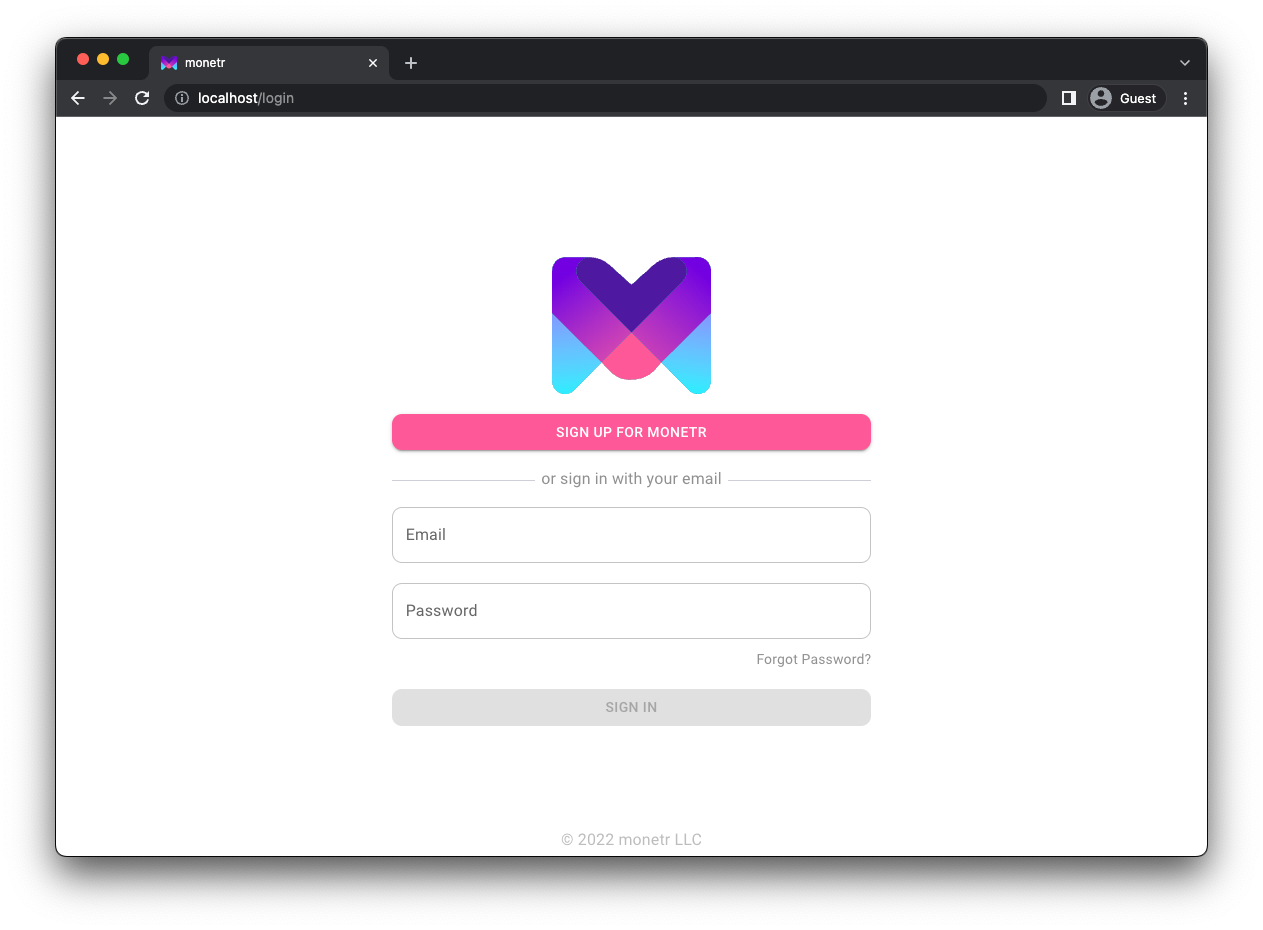 monetr
localhost/login
Guest
SIGN UP FOR MONETR
or sign in with your email
Email
Password
Forgot Password?
SIGN IN
© 2022 monetr LLC